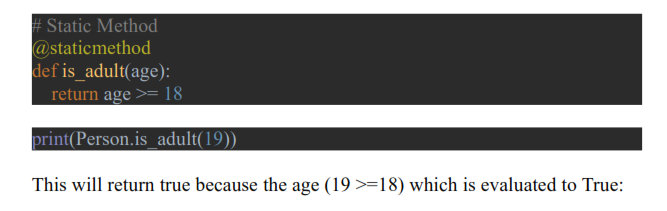 # Static Method
@staticmethod
def is_adult(age):
    return age >= 18
print(Person.is_adult(19))
This will return true because the age (19 >=18) which is evaluated to True: